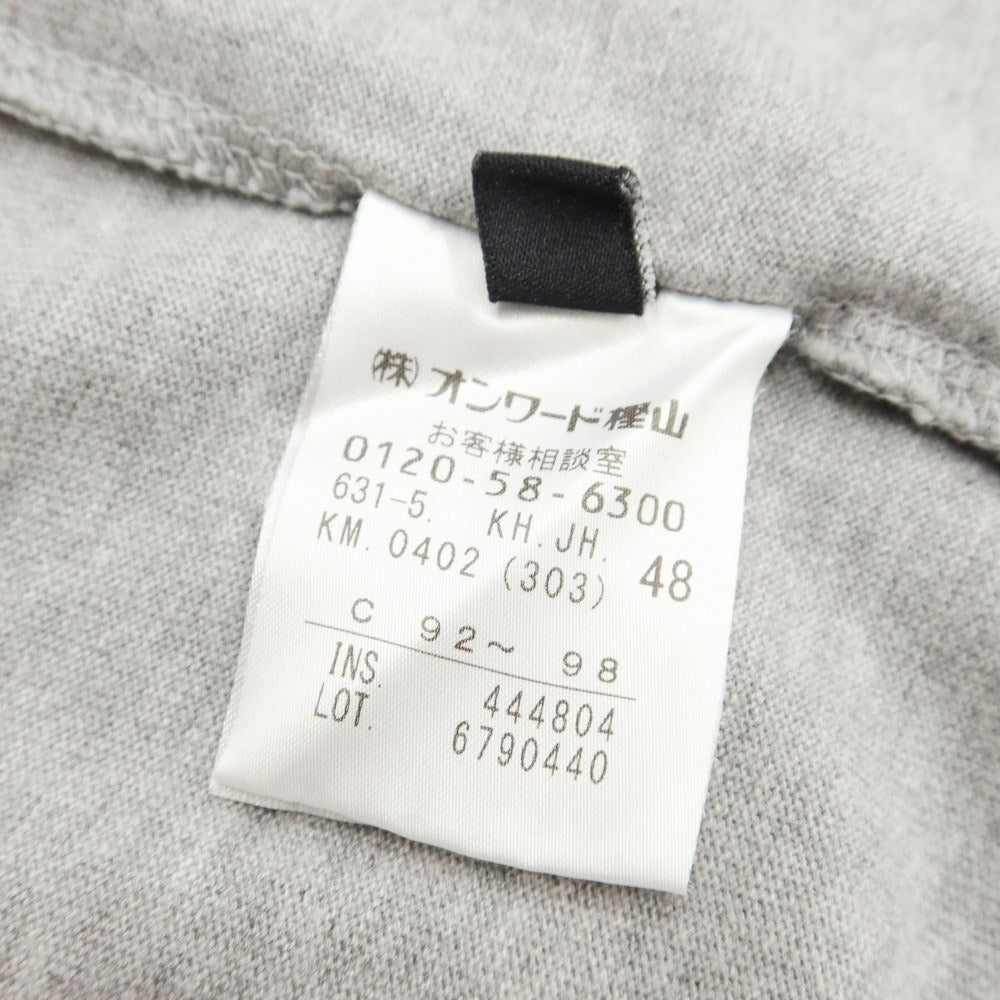 ㈱オンワード樫山
お客様相談室
0120-58-6300
631-5. KH.JH.
KM. 0402 (303) 48
C 92～ 98
INS. 444804
LOT. 6790440